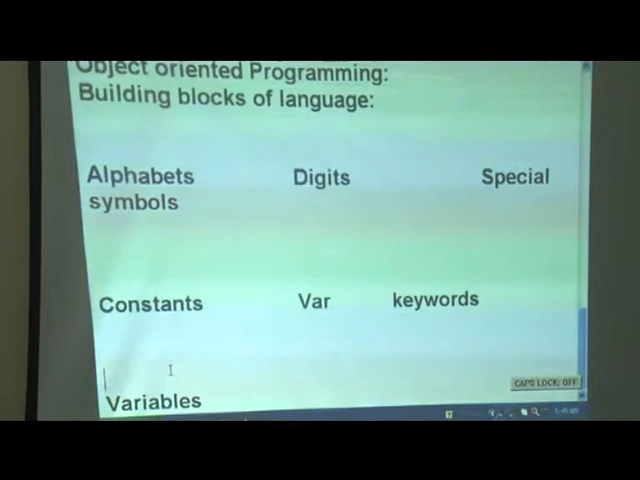 Object oriented Programming:
Building blocks of language:
Alphabets Digits Special
symbols
Constants Var keywords
Variables
CAPS LOCK: OFF